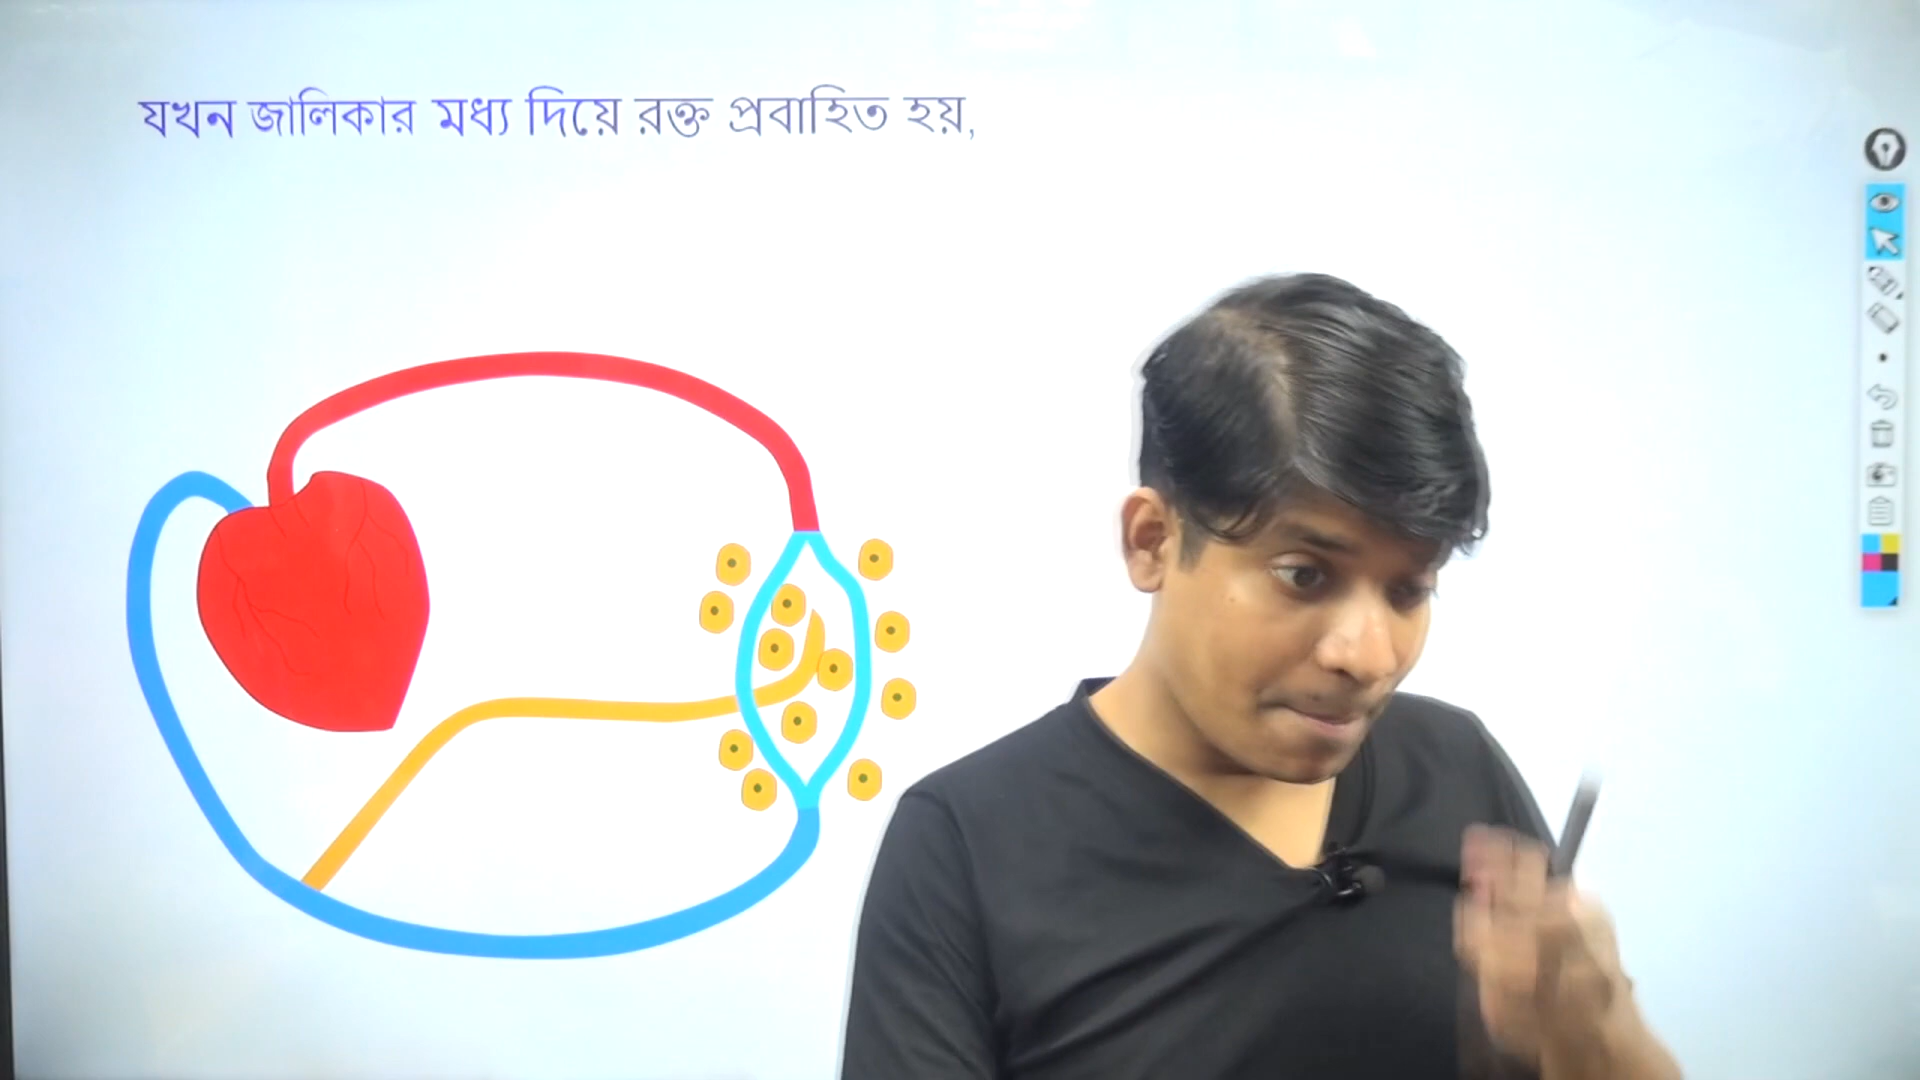 যখন জালিকার মধ্য দিয়ে রক্ত প্রবাহিত হয়,